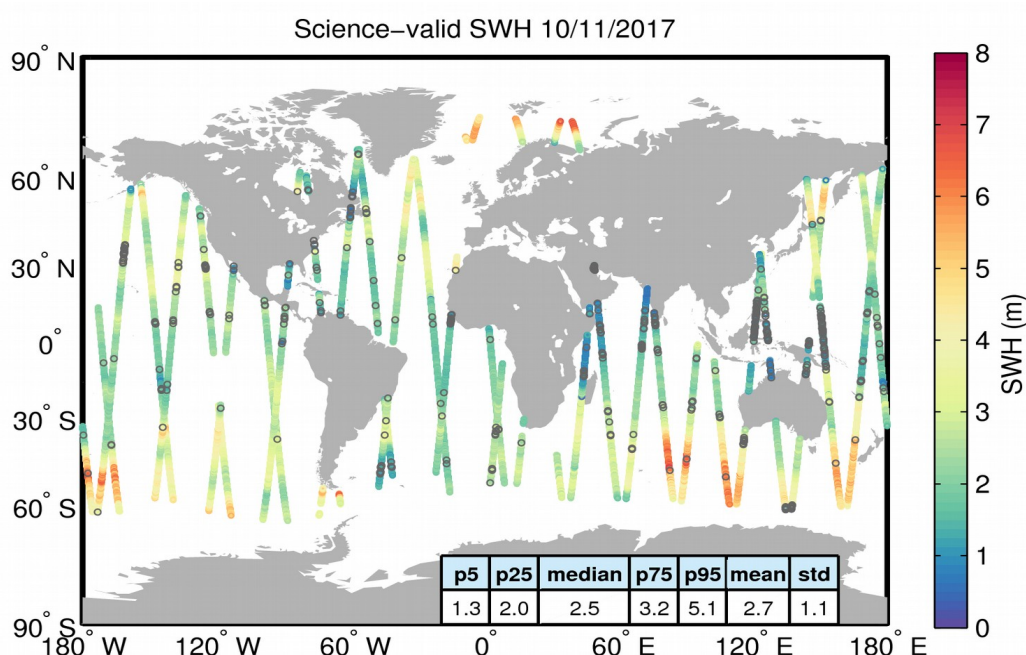 Science−valid SWH 10/11/2017
90° N
60° N
30° N
0°
30° S
60° S
90° S
180° W
120° W
60° W
0°
60° E
120° E
180° E
p5 p25 median p75 p95 mean std
1.3 2.0 2.5 3.2 5.1 2.7 1.1
8
7
6
5
4
3
2
1
0
SWH (m)